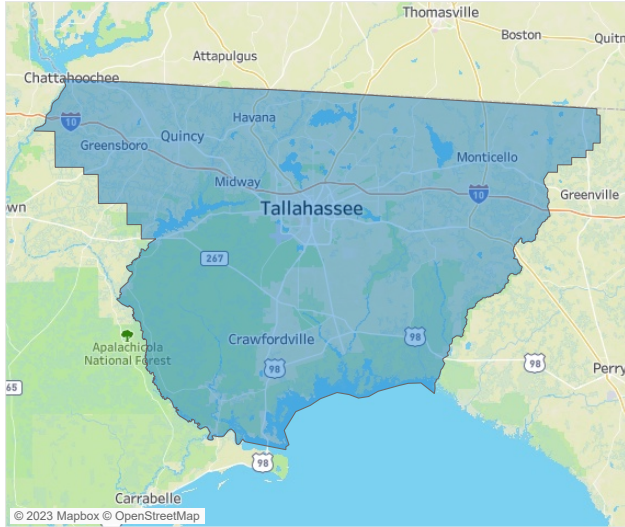 Thomasville
Boston
Quitm
Attapulgus
Chattahoochee
Havana
10
Quincy
Greensboro
Monticello
Midway
10
Greenville
own
Tallahassee
267
Crawfordville
98
Apalachicola
National Forest
98
98
Perry
65
98
Carrabelle
© 2023 Mapbox © OpenStreetMap